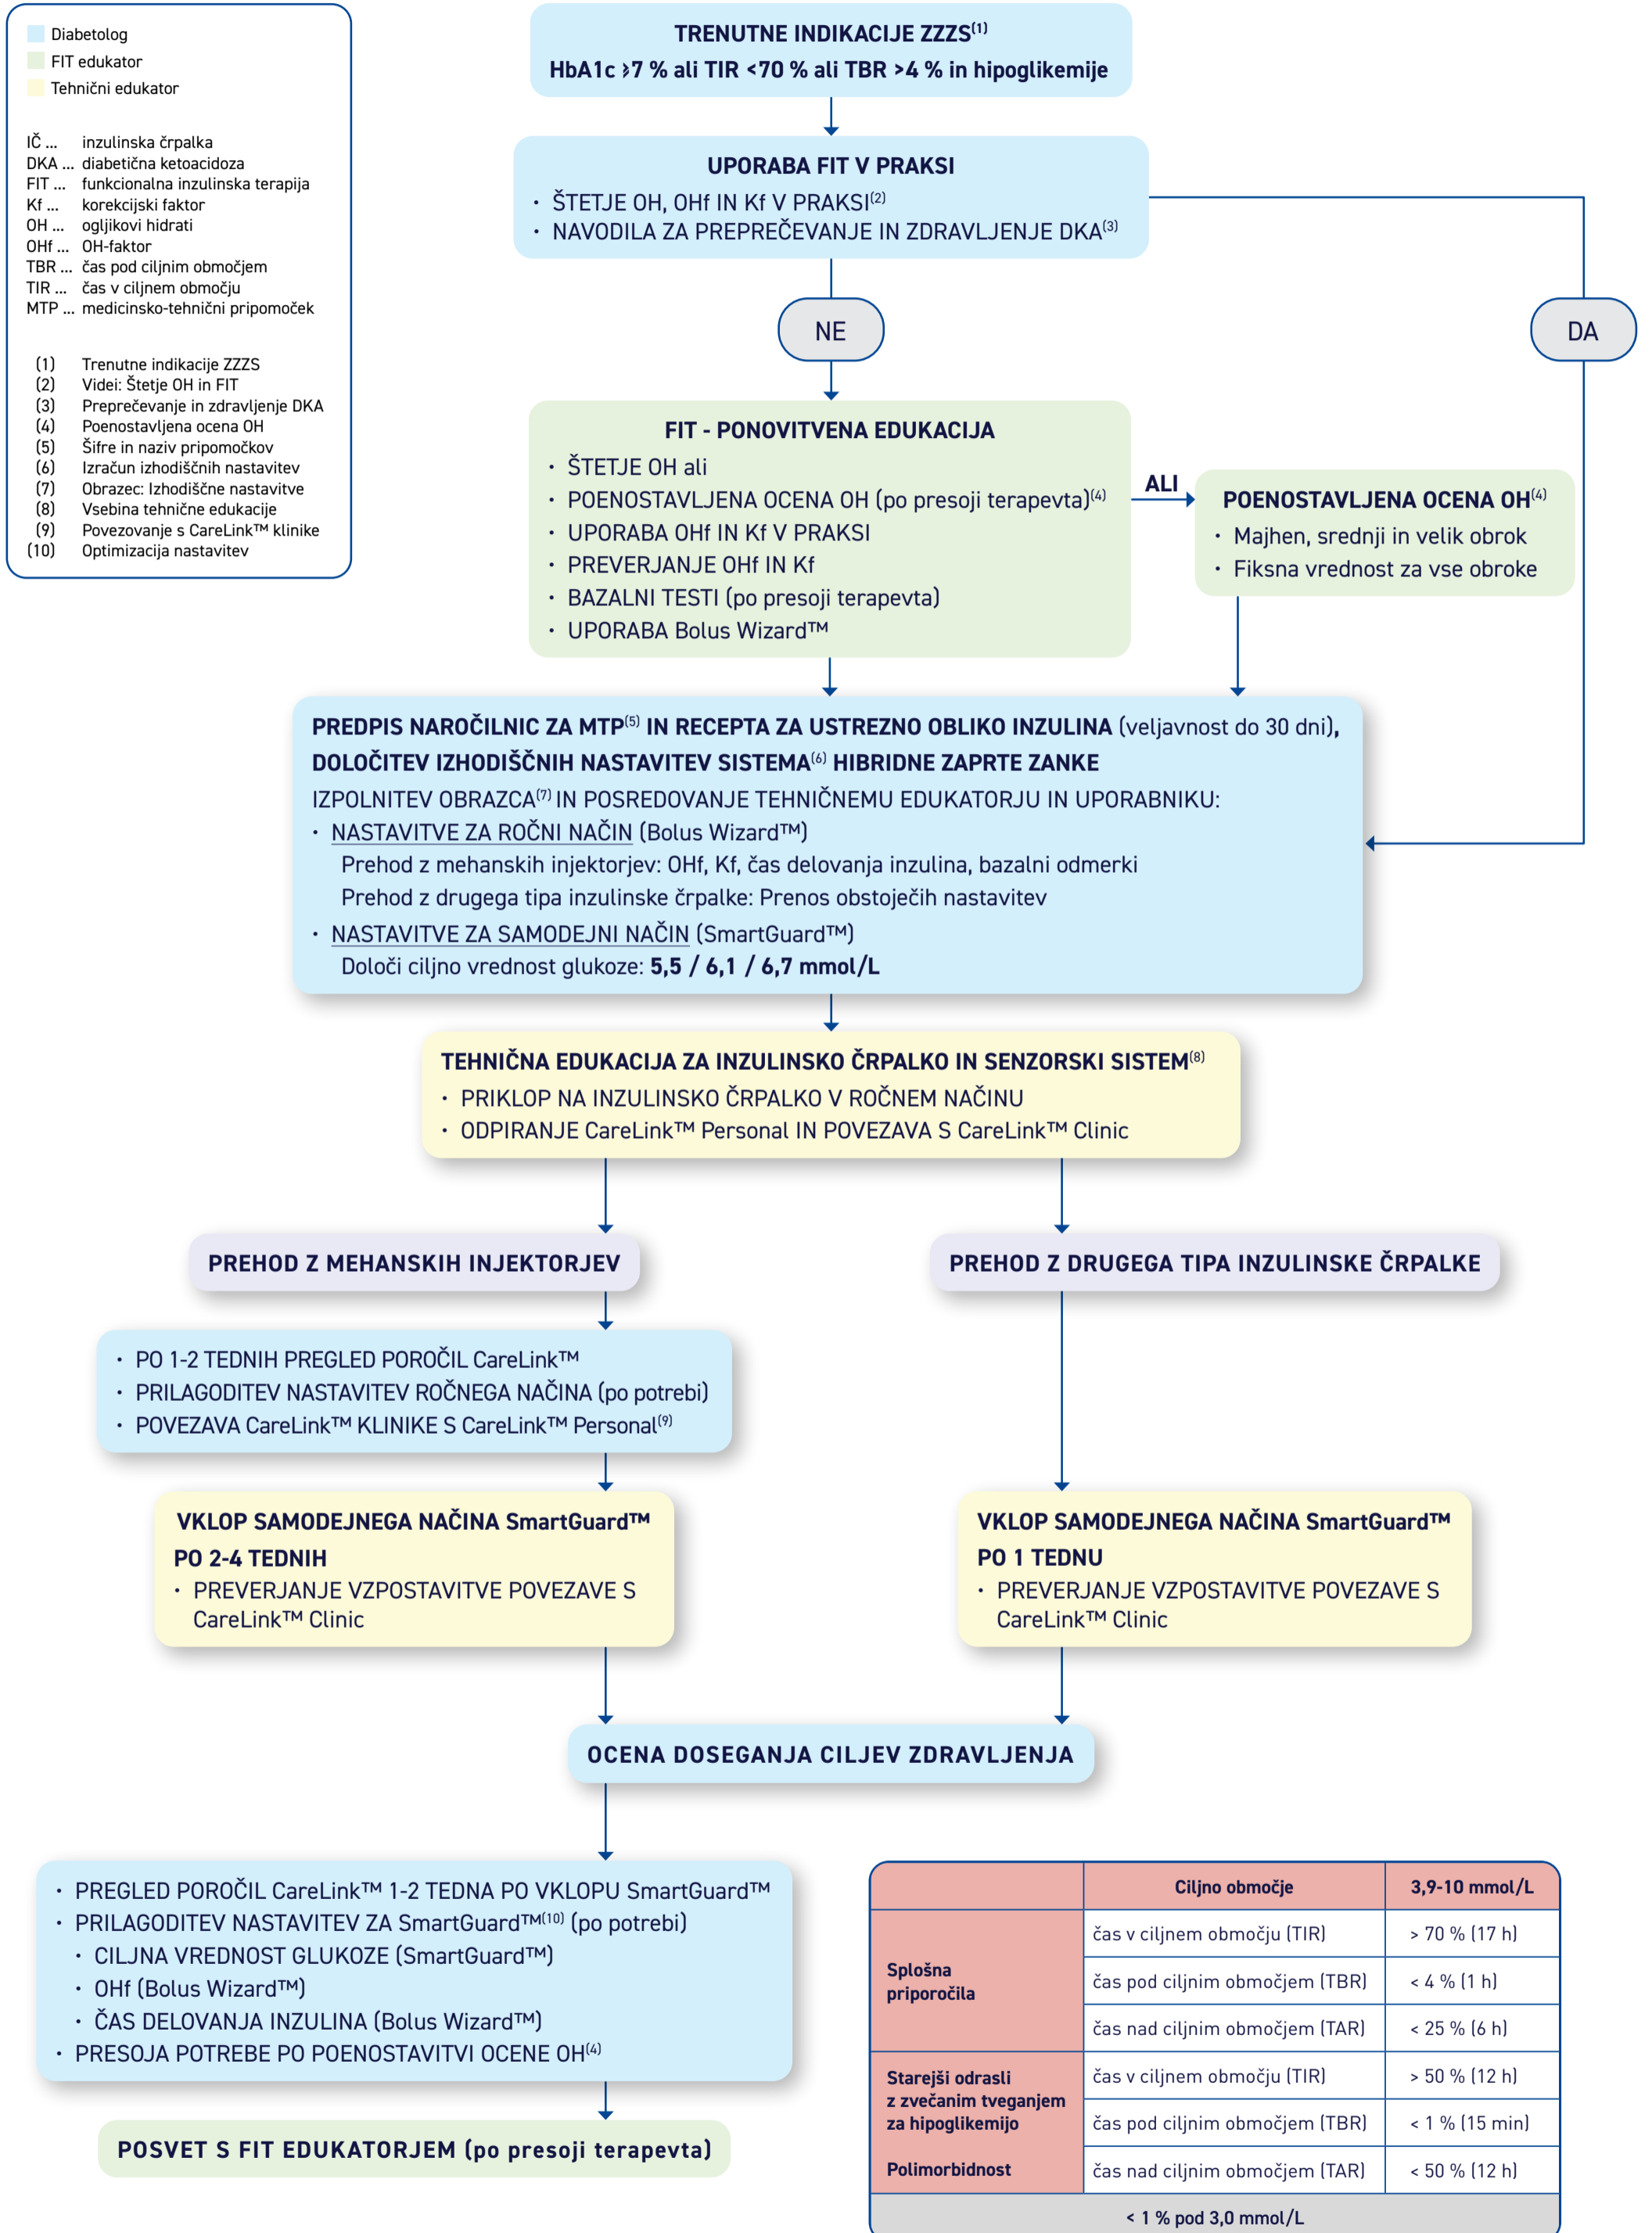 Diabetolog
FIT edukator
Tehnični edukator
IČ ... inzulinska črpalka
DKA ... diabetična ketoacidoza
FIT ... funkcionalna inzulinska terapija
Kf ... korekcijski faktor
OH ... ogljikovi hidrati
OHf ... OH-faktor
TBR ... čas pod ciljnim območjem
TIR ... čas v ciljnem območju
MTP ... medicinsko-tehnični pripomoček
(1) Trenutne indikacije ZZZS
(2) Videi: Štetje OH in FIT
(3) Preprečevanje in zdravljenje DKA
(4) Poenostavljena ocena OH
(5) Šifre in naziv pripomočkov
(6) Izračun izhodiščnih nastavitev
(7) Obrazec: Izhodiščne nastavitve
(8) Vsebina tehnične edukacije
(9) Povezovanje s CareLink™ klinike
(10) Optimizacija nastavitev
TRENUTNE INDIKACIJE ZZZS(1)
HbA1c ≥7 % ali TIR <70 % ali TBR >4 % in hipoglikemije
UPORABA FIT V PRAKSI
• ŠTETJE OH, OHf IN Kf V PRAKSI(2)
• NAVODILA ZA PREPREČEVANJE IN ZDRAVLJENJE DKA(3)
NE
DA
FIT - PONOVITVENA EDUKACIJA
• ŠTETJE OH ali
• POENOSTAVLJENA OCENA OH (po presoji terapevta)(4)
• UPORABA OHf IN Kf V PRAKSI
• PREVERJANJE OHf IN Kf
• BAZALNI TESTI (po presoji terapevta)
• UPORABA Bolus Wizard™
ALI
POENOSTAVLJENA OCENA OH(4)
• Majhen, srednji in velik obrok
• Fiksna vrednost za vse obroke
PREDPIS NAROČILNIC ZA MTP(5) IN RECEPTA ZA USTREZNO OBLIKO INZULINA (veljavnost do 30 dni),
DOLOČITEV IZHODIŠČNIH NASTAVITEV SISTEMA(6) HIBRIDNE ZAPRTE ZANKE
IZPOLNITEV OBRAZCA(7) IN POSREDOVANJE TEHNIČNEMU EDUKATORJU IN UPORABNIKU:
• NASTAVITVE ZA ROČNI NAČIN (Bolus Wizard™)
Prehod z mehanskih injektorjev: OHf, Kf, čas delovanja inzulina, bazalni odmerki
Prehod z drugega tipa inzulinske črpalke: Prenos obstoječih nastavitev
• NASTAVITVE ZA SAMODEJNI NAČIN (SmartGuard™)
Določi ciljno vrednost glukoze: 5,5 / 6,1 / 6,7 mmol/L
TEHNIČNA EDUKACIJA ZA INZULINSKO ČRPALKO IN SENZORSKI SISTEM(8)
• PRIKLOP NA INZULINSKO ČRPALKO V ROČNEM NAČINU
• ODPIRANJE CareLink™ Personal IN POVEZAVA S CareLink™ Clinic
PREHOD Z MEHANSKIH INJEKTORJEV
PREHOD Z DRUGEGA TIPA INZULINSKE ČRPALKE
• PO 1-2 TEDNIH PREGLED POROČIL CareLink™
• PRILAGODITEV NASTAVITEV ROČNEGA NAČINA (po potrebi)
• POVEZAVA CareLink™ KLINIKE S CareLink™ Personal(9)
VKLOP SAMODEJNEGA NAČINA SmartGuard™
PO 2-4 TEDNIH
• PREVERJANJE VZPOSTAVITVE POVEZAVE S
CareLink™ Clinic
VKLOP SAMODEJNEGA NAČINA SmartGuard™
PO 1 TEDNU
• PREVERJANJE VZPOSTAVITVE POVEZAVE S
CareLink™ Clinic
OCENA DOSEGANJA CILJEV ZDRAVLJENJA
• PREGLED POROČIL CareLink™ 1-2 TEDNA PO VKLOPU SmartGuard™
• PRILAGODITEV NASTAVITEV ZA SmartGuard™(10) (po potrebi)
• CILJNA VREDNOST GLUKOZE (SmartGuard™)
• OHf (Bolus Wizard™)
• ČAS DELOVANJA INZULINA (Bolus Wizard™)
• PRESOJA POTREBE PO POENOSTAVITVI OCENE OH(4)
POSVET S FIT EDUKATORJEM (po presoji terapevta)
Ciljno območje 3,9-10 mmol/L
Splošna
priporočila
čas v ciljnem območju (TIR) > 70 % (17 h)
čas pod ciljnim območjem (TBR) < 4 % (1 h)
čas nad ciljnim območjem (TAR) < 25 % (6 h)
Starejši odrasli
z zvečanim tveganjem
za hipoglikemijo
Polimorbidnost
čas v ciljnem območju (TIR) > 50 % (12 h)
čas pod ciljnim območjem (TBR) < 1 % (15 min)
čas nad ciljnim območjem (TAR) < 50 % (12 h)
< 1 % pod 3,0 mmol/L